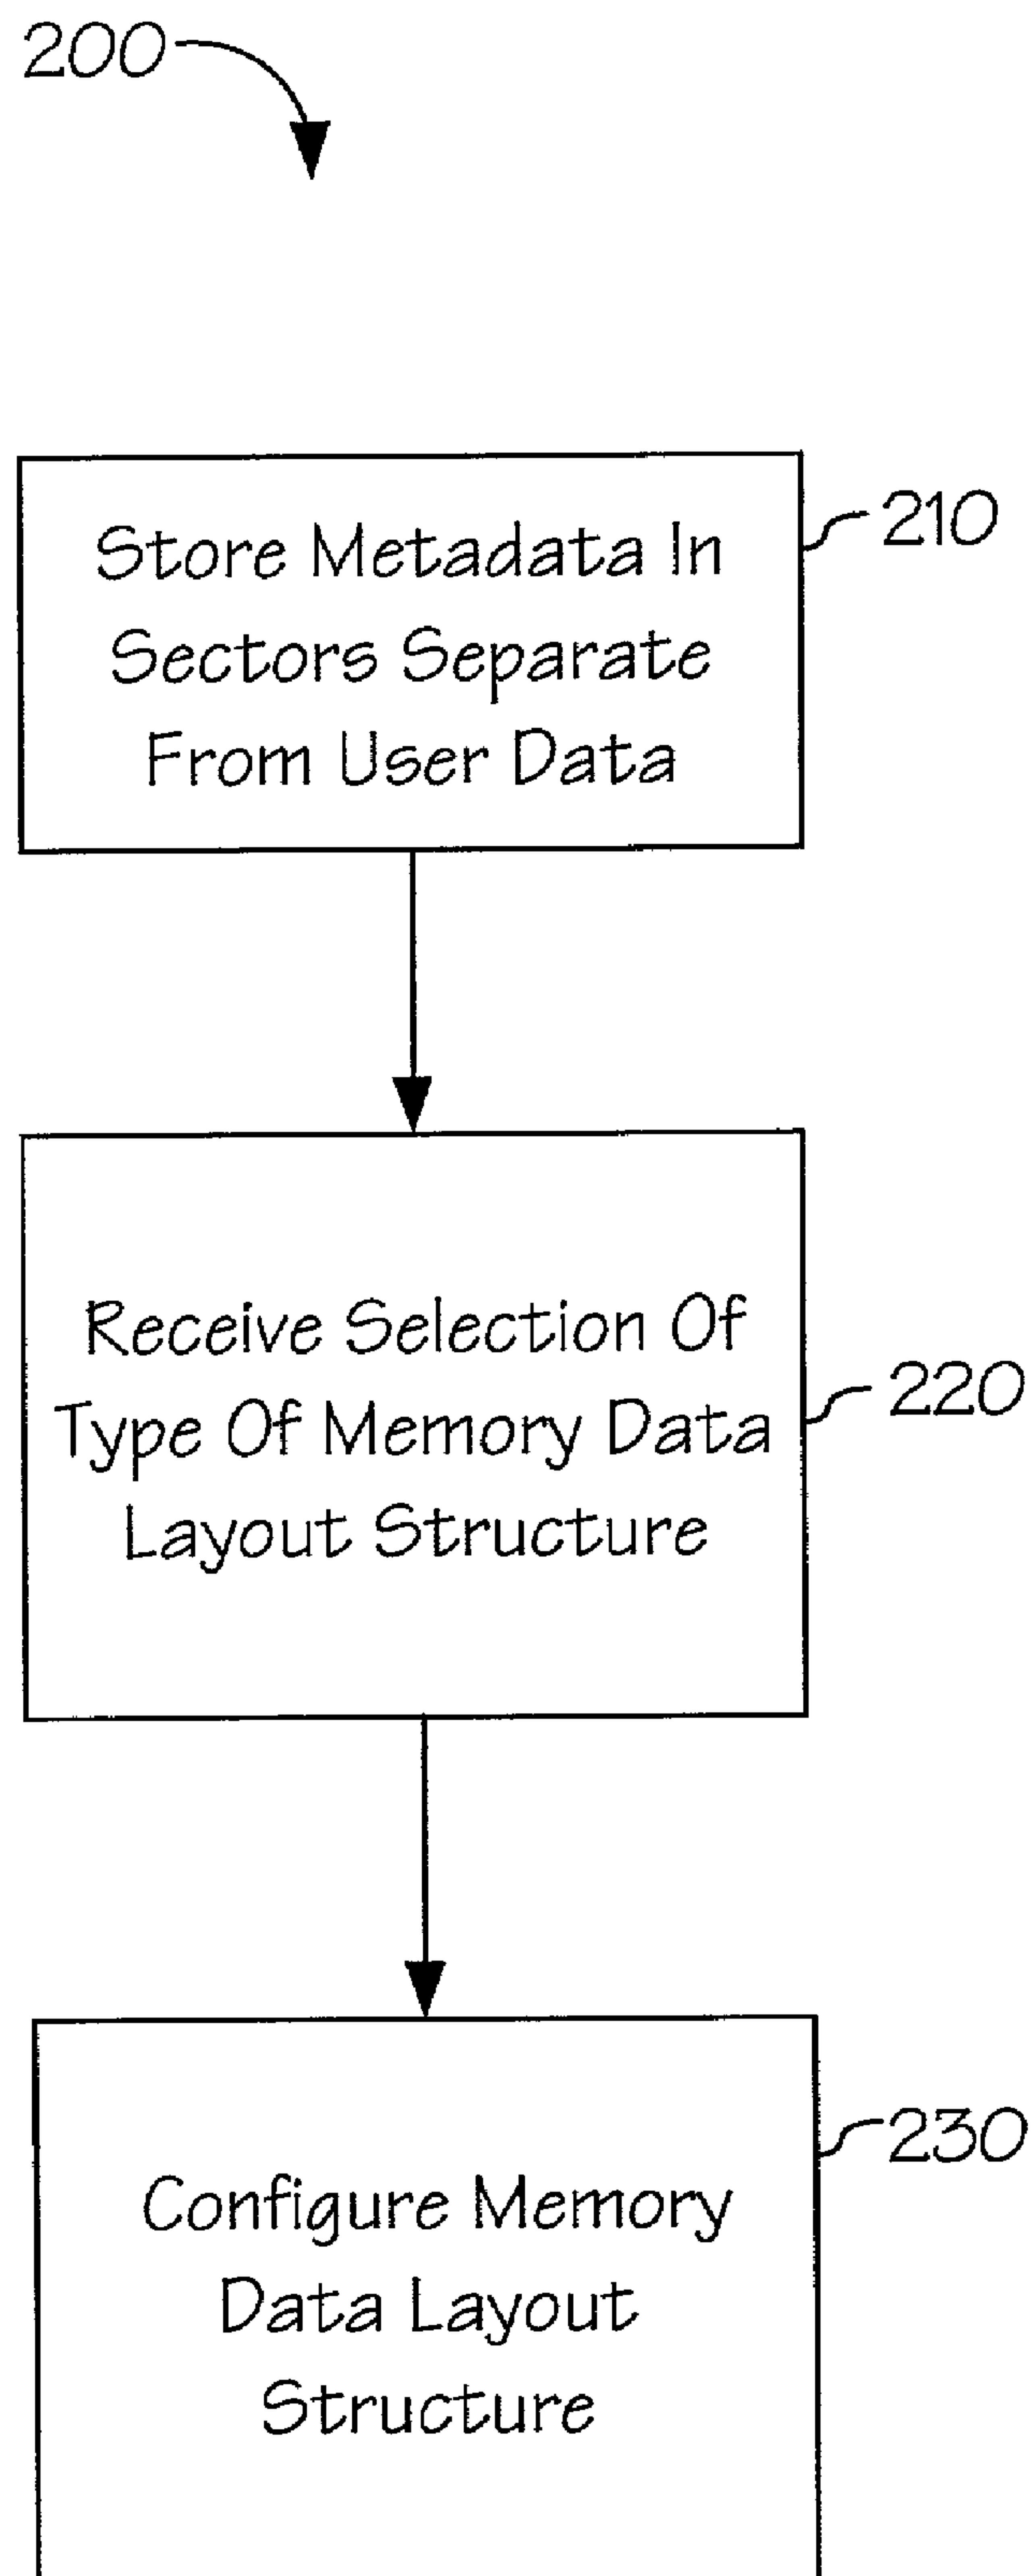 200
Store Metadata In
Sectors Separate
From User Data
210
Receive Selection Of
Type Of Memory Data
Layout Structure
220
Configure Memory
Data Layout
Structure
230